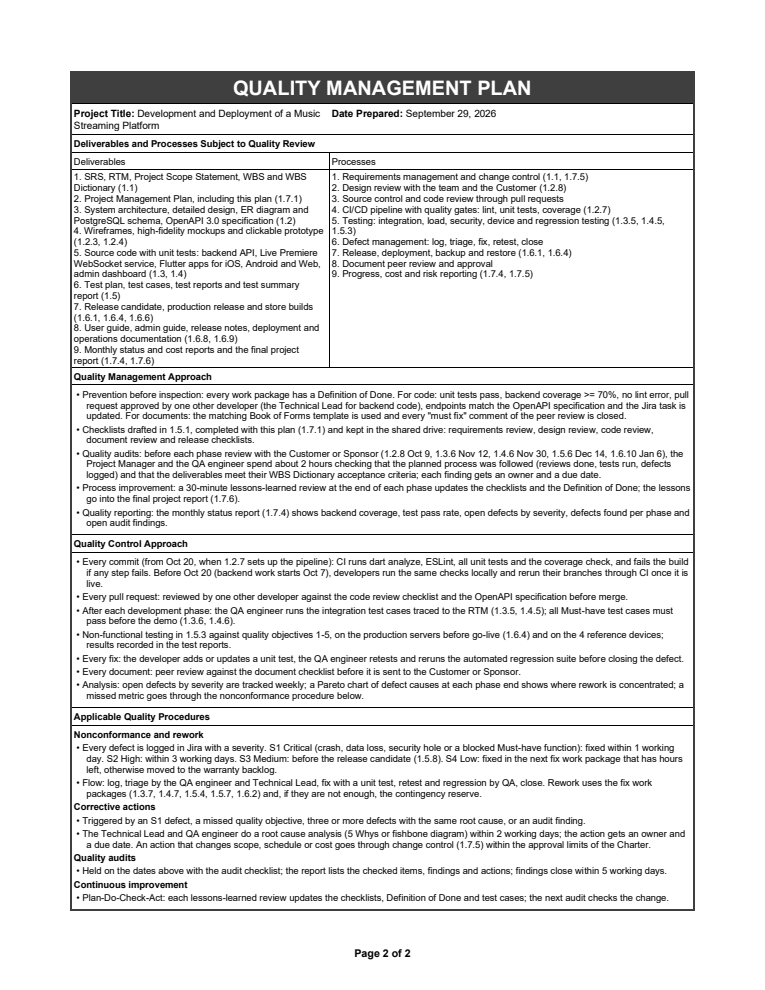 QUALITY MANAGEMENT PLAN
Project Title: Development and Deployment of a Music
Streaming Platform
Date Prepared: September 29, 2026
Deliverables and Processes Subject to Quality Review
Deliverables
1. SRS, RTM, Project Scope Statement, WBS and WBS
Dictionary (1.1)
2. Project Management Plan, including this plan (1.7.1)
3. System architecture, detailed design, ER diagram and
PostgreSQL schema, OpenAPI 3.0 specification (1.2)
4. Wireframes, high-fidelity mockups and clickable prototype
(1.2.3, 1.2.4)
5. Source code with unit tests: backend API, Live Premiere
WebSocket service, Flutter apps for iOS, Android and Web,
admin dashboard (1.3, 1.4)
6. Test plan, test cases, test reports and test summary
report (1.5)
7. Release candidate, production release and store builds
(1.6.1, 1.6.4, 1.6.6)
8. User guide, admin guide, release notes, deployment and
operations documentation (1.6.8, 1.6.9)
9. Monthly status and cost reports and the final project
report (1.7.4, 1.7.6)
Processes
1. Requirements management and change control (1.1, 1.7.5)
2. Design review with the team and the Customer (1.2.8)
3. Source control and code review through pull requests
4. CI/CD pipeline with quality gates: lint, unit tests, coverage (1.2.7)
5. Testing: integration, load, security, device and regression testing (1.3.5, 1.4.5,
1.5.3)
6. Defect management: log, triage, fix, retest, close
7. Release, deployment, backup and restore (1.6.1, 1.6.4)
8. Document peer review and approval
9. Progress, cost and risk reporting (1.7.4, 1.7.5)
Quality Management Approach
• Prevention before inspection: every work package has a Definition of Done. For code: unit tests pass, backend coverage >= 70%, no lint error, pull
request approved by one other developer (the Technical Lead for backend code), endpoints match the OpenAPI specification and the Jira task is
updated. For documents: the matching Book of Forms template is used and every "must fix" comment of the peer review is closed.
• Checklists drafted in 1.5.1, completed with this plan (1.7.1) and kept in the shared drive: requirements review, design review, code review,
document review and release checklists.
• Quality audits: before each phase review with the Customer or Sponsor (1.2.8 Oct 9, 1.3.6 Nov 12, 1.4.6 Nov 30, 1.5.6 Dec 14, 1.6.10 Jan 6), the
Project Manager and the QA engineer spend about 2 hours checking that the planned process was followed (reviews done, tests run, defects
logged) and that the deliverables meet their WBS Dictionary acceptance criteria; each finding gets an owner and a due date.
• Process improvement: a 30-minute lessons-learned review at the end of each phase updates the checklists and the Definition of Done; the lessons
go into the final project report (1.7.6).
• Quality reporting: the monthly status report (1.7.4) shows backend coverage, test pass rate, open defects by severity, defects found per phase and
open audit findings.
Quality Control Approach
• Every commit (from Oct 20, when 1.2.7 sets up the pipeline): CI runs dart analyze, ESLint, all unit tests and the coverage check, and fails the build
if any step fails. Before Oct 20 (backend work starts Oct 7), developers run the same checks locally and rerun their branches through CI once it is
live.
• Every pull request: reviewed by one other developer against the code review checklist and the OpenAPI specification before merge.
• After each development phase: the QA engineer runs the integration test cases traced to the RTM (1.3.5, 1.4.5); all Must-have test cases must
pass before the demo (1.3.6, 1.4.6).
• Non-functional testing in 1.5.3 against quality objectives 1-5, on the production servers before go-live (1.6.4) and on the 4 reference devices;
results recorded in the test reports.
• Every fix: the developer adds or updates a unit test, the QA engineer retests and reruns the automated regression suite before closing the defect.
• Every document: peer review against the document checklist before it is sent to the Customer or Sponsor.
• Analysis: open defects by severity are tracked weekly; a Pareto chart of defect causes at each phase end shows where rework is concentrated; a
missed metric goes through the nonconformance procedure below.
Applicable Quality Procedures
Nonconformance and rework
• Every defect is logged in Jira with a severity. S1 Critical (crash, data loss, security hole or a blocked Must-have function): fixed within 1 working
day. S2 High: within 3 working days. S3 Medium: before the release candidate (1.5.8). S4 Low: fixed in the next fix work package that has hours
left, otherwise moved to the warranty backlog.
• Flow: log, triage by the QA engineer and Technical Lead, fix with a unit test, retest and regression by QA, close. Rework uses the fix work
packages (1.3.7, 1.4.7, 1.5.4, 1.5.7, 1.6.2) and, if they are not enough, the contingency reserve.
Corrective actions
• Triggered by an S1 defect, a missed quality objective, three or more defects with the same root cause, or an audit finding.
• The Technical Lead and QA engineer do a root cause analysis (5 Whys or fishbone diagram) within 2 working days; the action gets an owner and
a due date. An action that changes scope, schedule or cost goes through change control (1.7.5) within the approval limits of the Charter.
Quality audits
• Held on the dates above with the audit checklist; the report lists the checked items, findings and actions; findings close within 5 working days.
Continuous improvement
• Plan-Do-Check-Act: each lessons-learned review updates the checklists, Definition of Done and test cases; the next audit checks the change.
Page 2 of 2